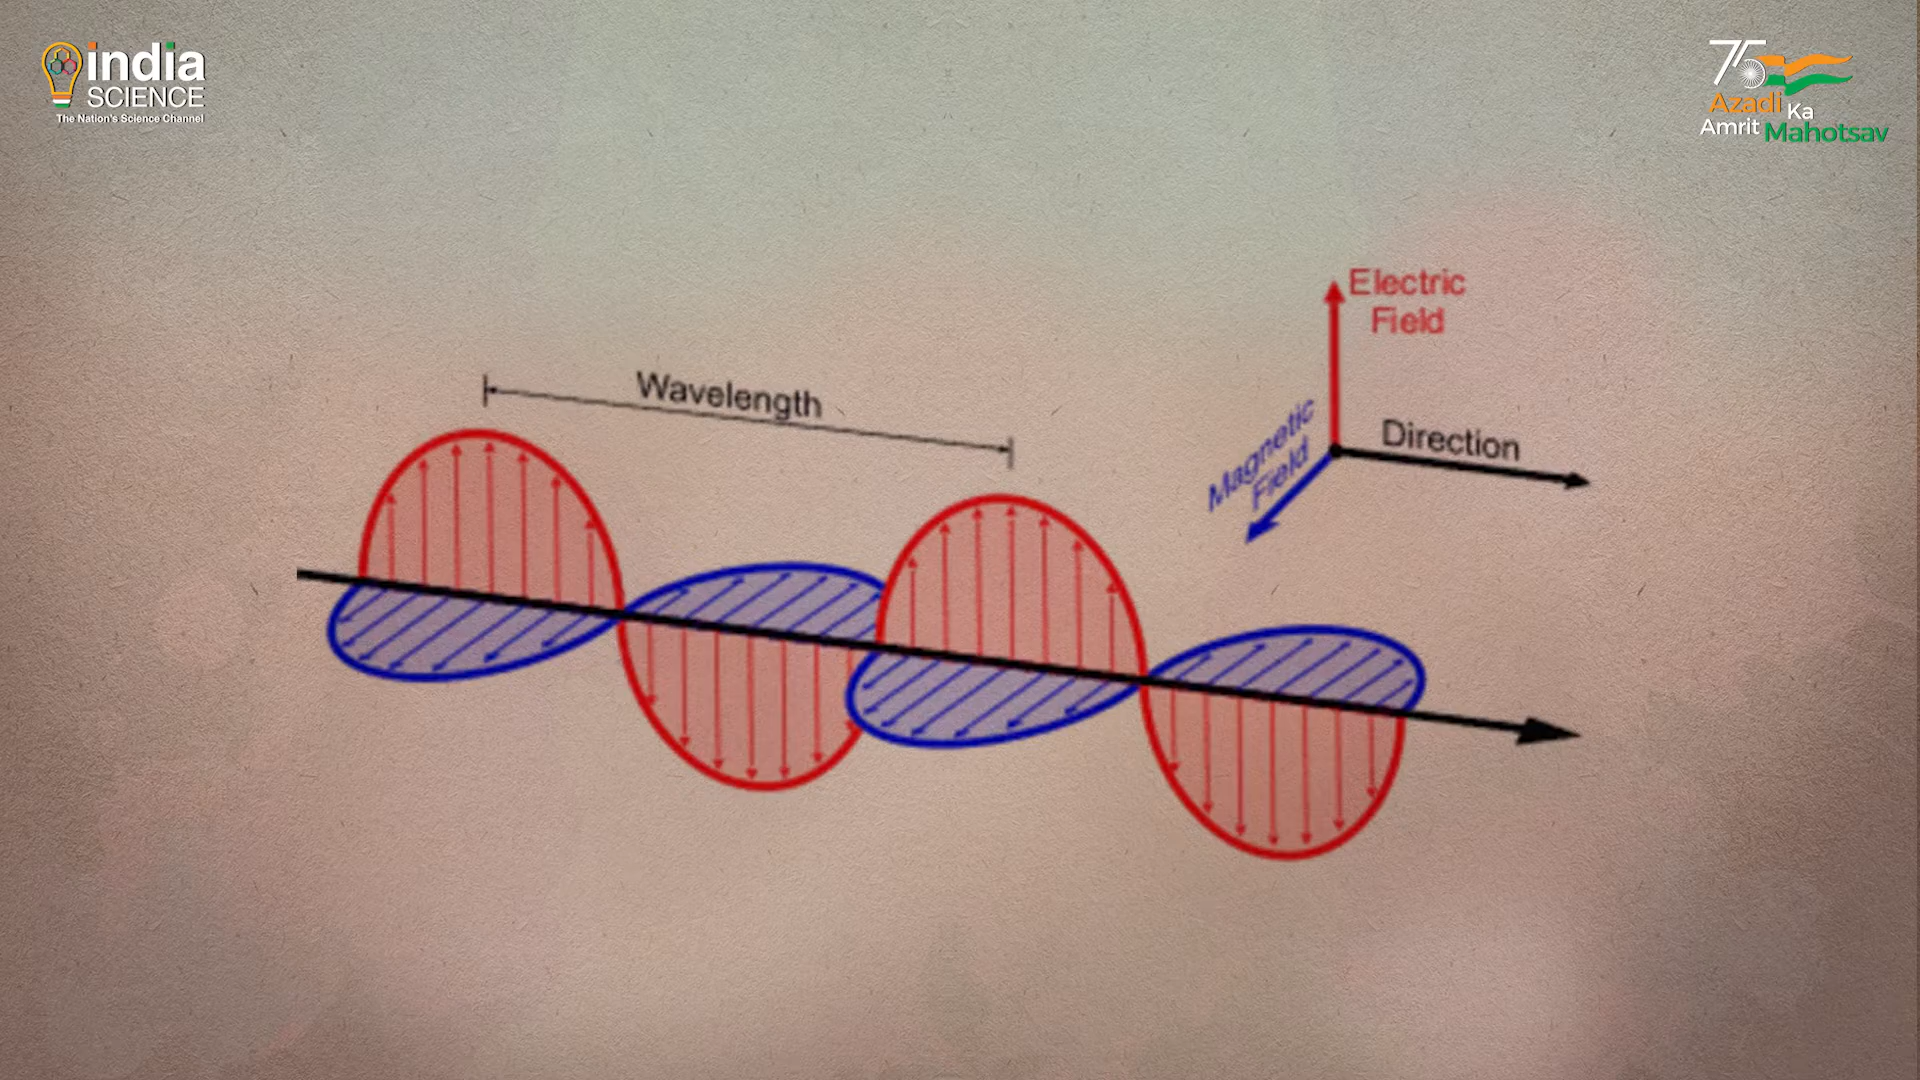 india
SCIENCE
The Nation's Science Channel
75
Azadi Ka
Amrit Mahotsav
Electric
Field
Wavelength
Magnetic
Field
Direction